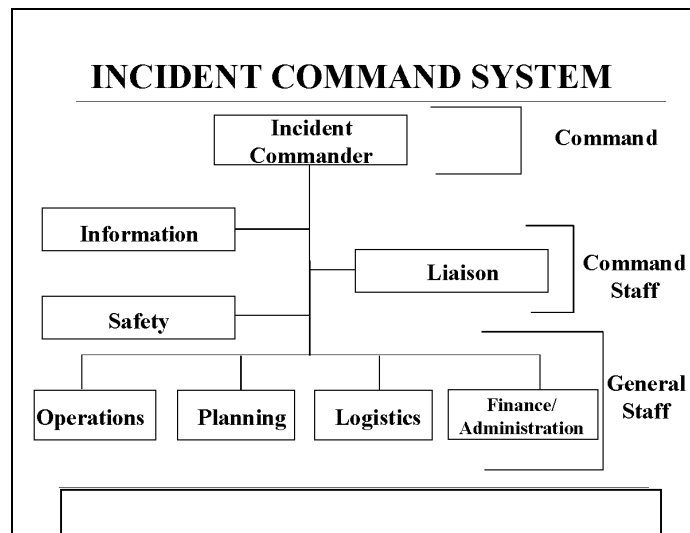 INCIDENT COMMAND SYSTEM
Incident
Commander
Command
Information
Liaison
Command
Staff
Safety
Operations
Planning
Logistics
Finance/
Administration
General
Staff